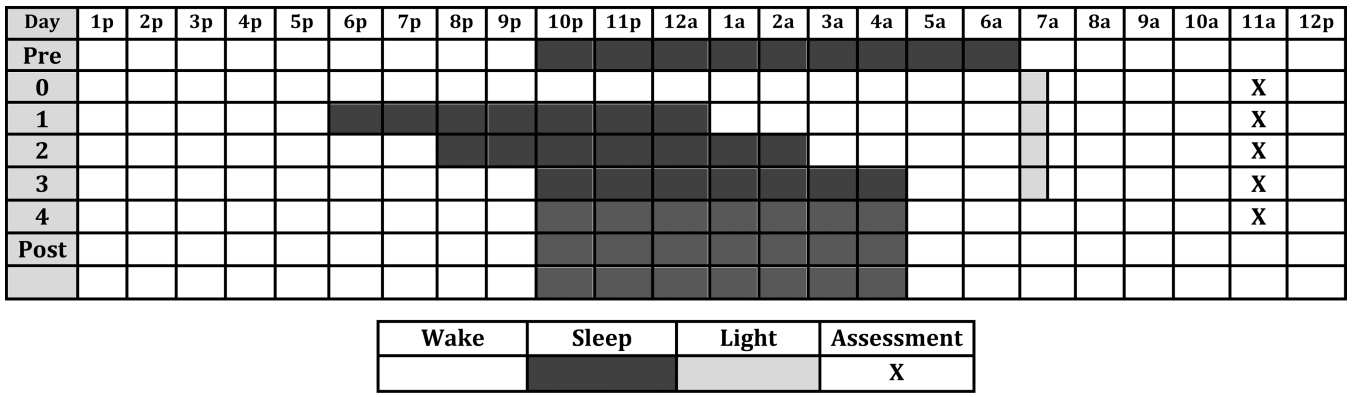 Day 1p 2p 3p 4p 5p 6p 7p 8p 9p 10p 11p 12a 1a 2a 3a 4a 5a 6a 7a 8a 9a 10a 11a 12p
Pre
0 X
1 X
2 X
3 X
4 X
Post
Wake Sleep Light Assessment
X